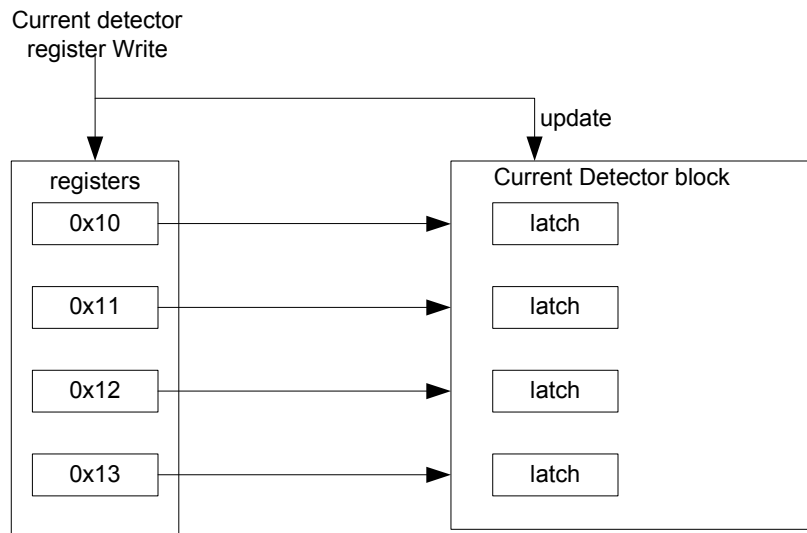 Current detector
register Write
update
registers
Current Detector block
0x10
latch
0x11
latch
0x12
latch
0x13
latch